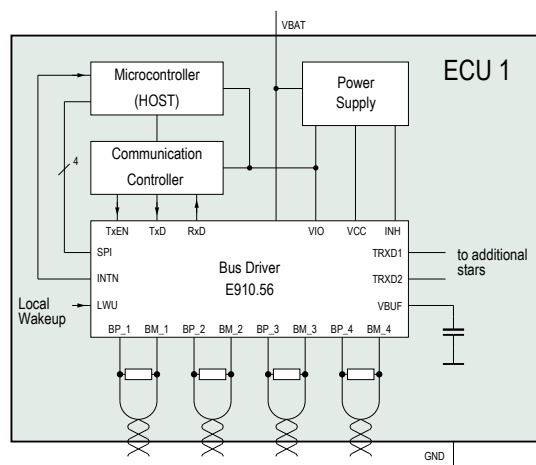 VBAT
ECU 1
Microcontroller
(HOST)
Power
Supply
4
Communication
Controller
TxEN TxD RxD VIO VCC INH
SPI
TRXD1
to additional
stars
INTN
Bus Driver
E910.56
TRXD2
Local
Wakeup
LWU
VBUF
BP_1 BM_1 BP_2 BM_2 BP_3 BM_3 BP_4 BM_4
GND